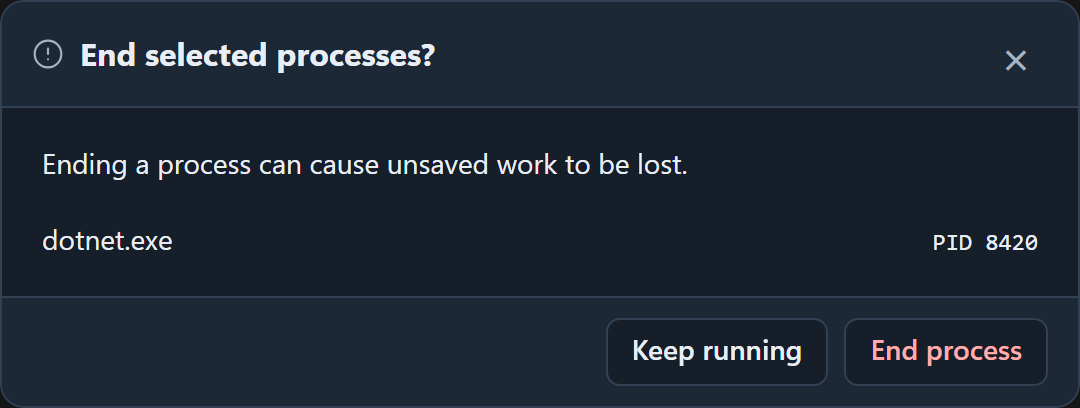 End selected processes?
Ending a process can cause unsaved work to be lost.
dotnet.exe PID 8420
Keep running End process